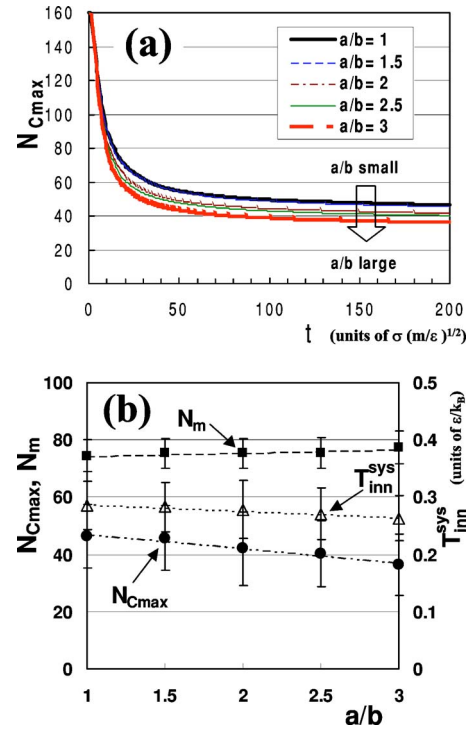 (a)
a/b= 1
a/b= 1.5
a/b= 2
a/b= 2.5
a/b= 3
a/b small
a/b large
N_Cmax
160
140
120
100
80
60
40
20
0
0 50 100 150 200
t (units of σ (m/ε)^1/2)
(b)
N_m
T_inn^sys
N_Cmax
N_Cmax, N_m
100
80
60
40
20
0
0.5
0.4
0.3
0.2
0.1
0
T_inn^sys (units of ε/k_B)
1 1.5 2 2.5 3
a/b